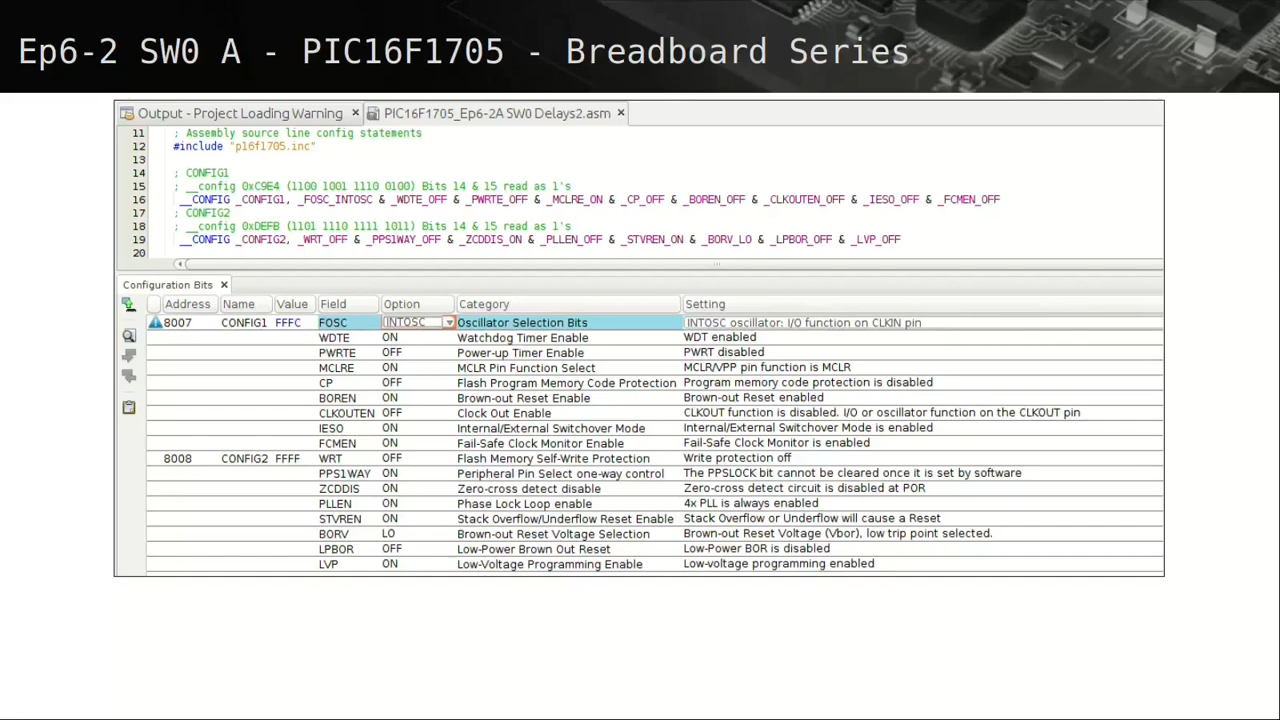 Ep6-2 SW0 A - PIC16F1705 - Breadboard Series
Output - Project Loading Warning × PIC16F1705_Ep6-2A SW0 Delays2.asm ×
11 ; Assembly source line config statements
12 #include "p16f1705.inc"
13
14 ; CONFIG1
15 ; __config 0xC9E4 (1100 1001 1110 0100) Bits 14 & 15 read as 1's
16 __CONFIG _CONFIG1, _FOSC_INTOSC & _WDTE_OFF & _PWRTE_OFF & _MCLRE_ON & _CP_OFF & _BOREN_OFF & _CLKOUTEN_OFF & _IESO_OFF & _FCMEN_OFF
17 ; CONFIG2
18 ; __config 0xDEFB (1101 1110 1111 1011) Bits 14 & 15 read as 1's
19 __CONFIG _CONFIG2, _WRT_OFF & _PPS1WAY_OFF & _ZCDDIS_ON & _PLLEN_OFF & _STVREN_ON & _BORV_LO & _LPBOR_OFF & _LVP_OFF
20
Configuration Bits ×
Address Name Value Field Option Category Setting
8007 CONFIG1 FFFC FOSC INTOSC Oscillator Selection Bits INTOSC oscillator: I/O function on CLKIN pin
WDTE ON Watchdog Timer Enable WDT enabled
PWRTE OFF Power-up Timer Enable PWRT disabled
MCLRE ON MCLR Pin Function Select MCLR/VPP pin function is MCLR
CP OFF Flash Program Memory Code Protection Program memory code protection is disabled
BOREN ON Brown-out Reset Enable Brown-out Reset enabled
CLKOUTEN OFF Clock Out Enable CLKOUT function is disabled. I/O or oscillator function on the CLKOUT pin
IESO ON Internal/External Switchover Mode Internal/External Switchover Mode is enabled
FCMEN ON Fail-Safe Clock Monitor Enable Fail-Safe Clock Monitor is enabled
8008 CONFIG2 FFFF WRT OFF Flash Memory Self-Write Protection Write protection off
PPS1WAY ON Peripheral Pin Select one-way control The PPSLOCK bit cannot be cleared once it is set by software
ZCDDIS ON Zero-cross detect disable Zero-cross detect circuit is disabled at POR
PLLEN ON Phase Lock Loop enable 4x PLL is always enabled
STVREN ON Stack Overflow/Underflow Reset Enable Stack Overflow or Underflow will cause a Reset
BORV LO Brown-out Reset Voltage Selection Brown-out Reset Voltage (Vbor), low trip point selected.
LPBOR OFF Low-Power Brown Out Reset Low-Power BOR is disabled
LVP ON Low-Voltage Programming Enable Low-voltage programming enabled